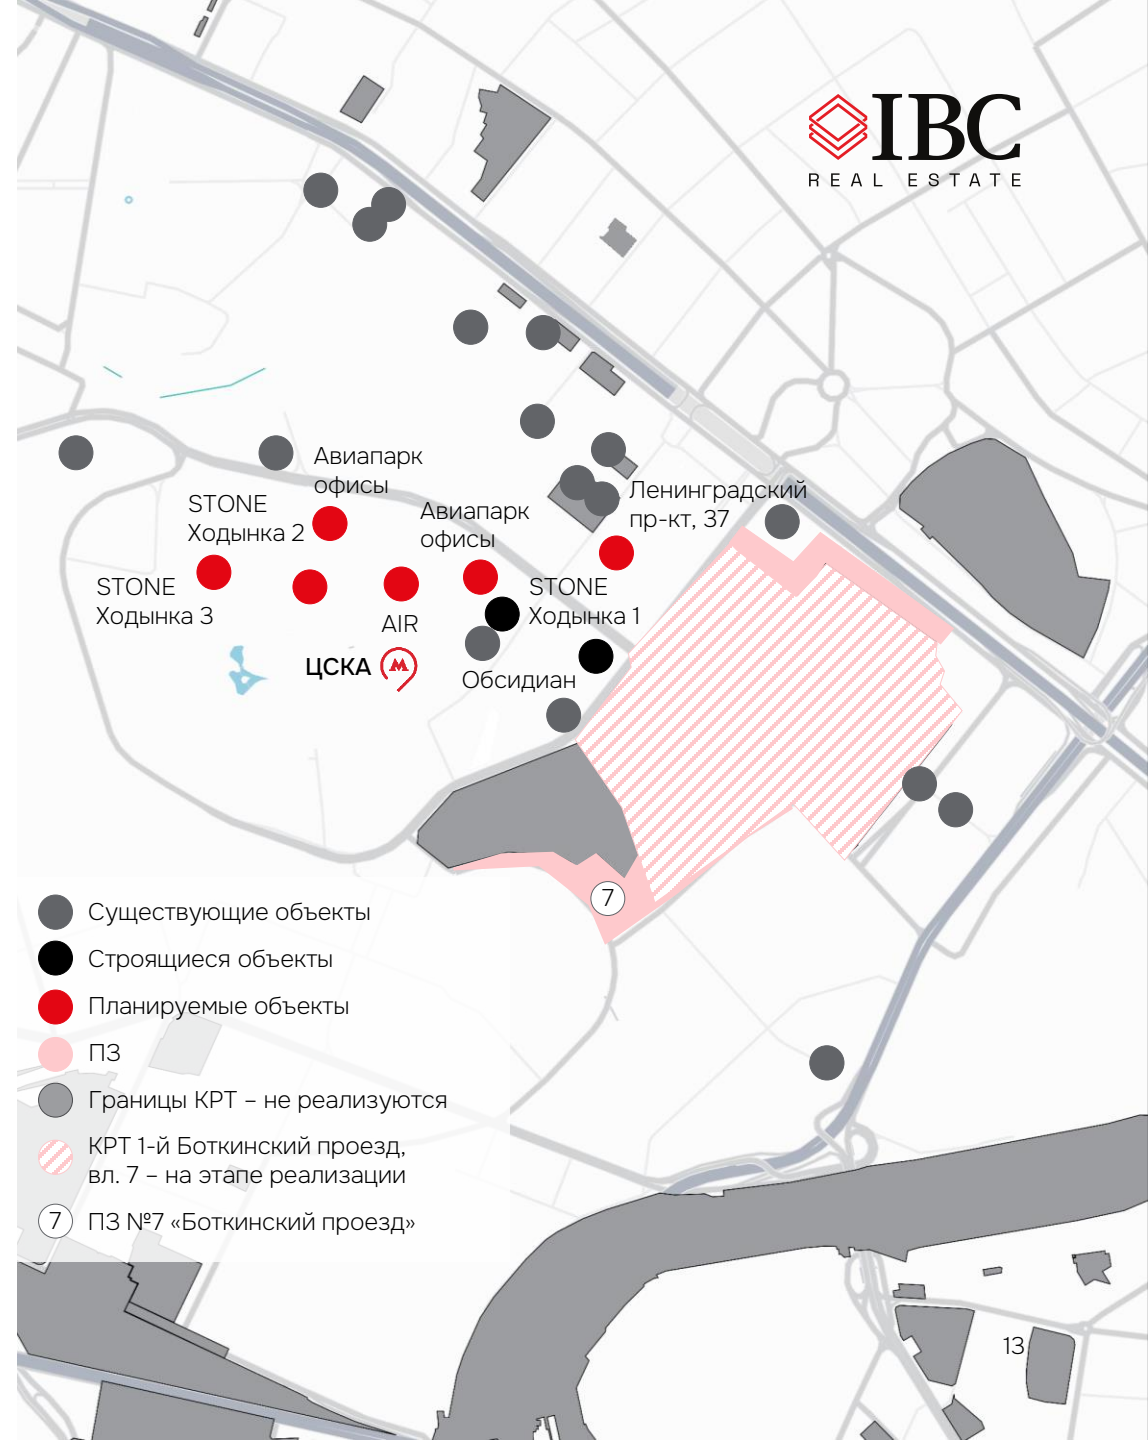 IBC
REAL ESTATE
Авиапарк
офисы
STONE
Ходынка 2
Авиапарк
офисы
Ленинградский
пр-кт, 37
STONE
Ходынка 3
AIR
STONE
Ходынка 1
ЦСКА
М
Обсидиан
7
Существующие объекты
Строящиеся объекты
Планируемые объекты
ПЗ
Границы КРТ – не реализуются
КРТ 1-й Боткинский проезд,
вл. 7 – на этапе реализации
7 ПЗ №7 «Боткинский проезд»
13